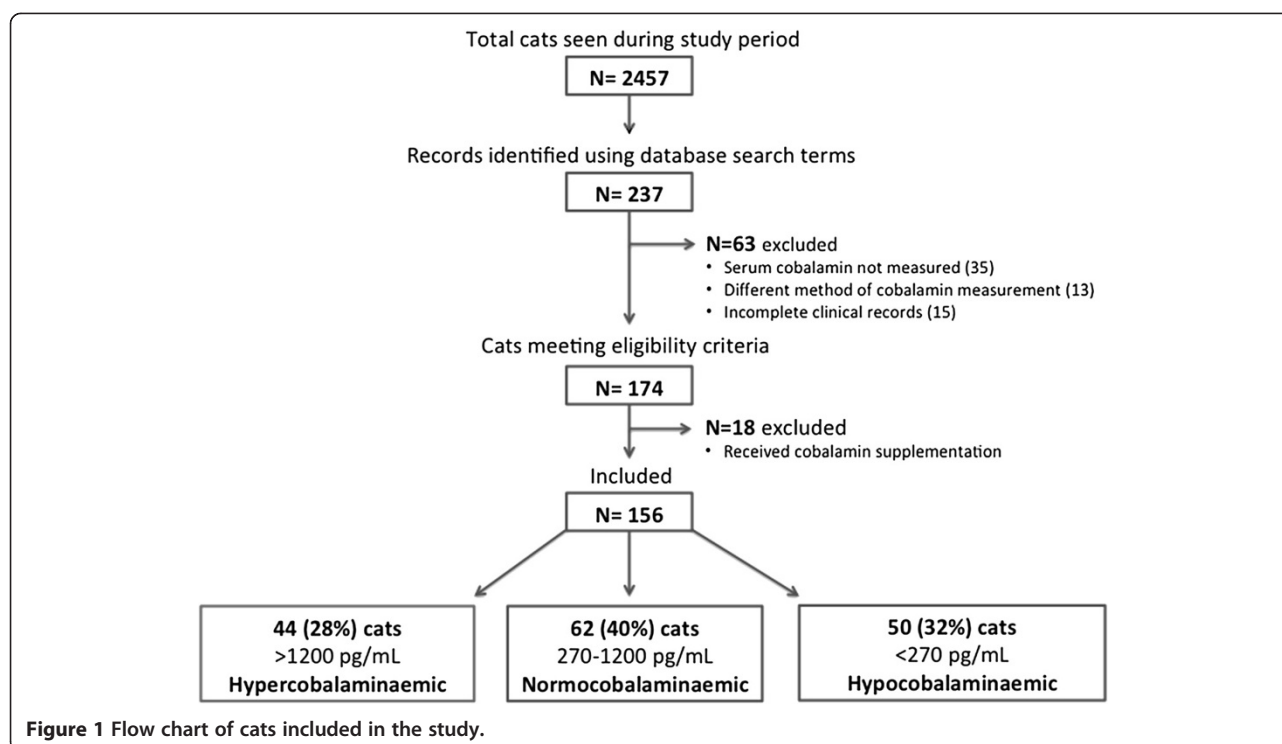 Total cats seen during study period
N= 2457
Records identified using database search terms
N= 237
N=63 excluded
• Serum cobalamin not measured (35)
• Different method of cobalamin measurement (13)
• Incomplete clinical records (15)
Cats meeting eligibility criteria
N= 174
N=18 excluded
• Received cobalamin supplementation
Included
N= 156
44 (28%) cats
>1200 pg/mL
Hypercobalaminaemic
62 (40%) cats
270-1200 pg/mL
Normocobalaminaemic
50 (32%) cats
<270 pg/mL
Hypocobalaminaemic
Figure 1 Flow chart of cats included in the study.